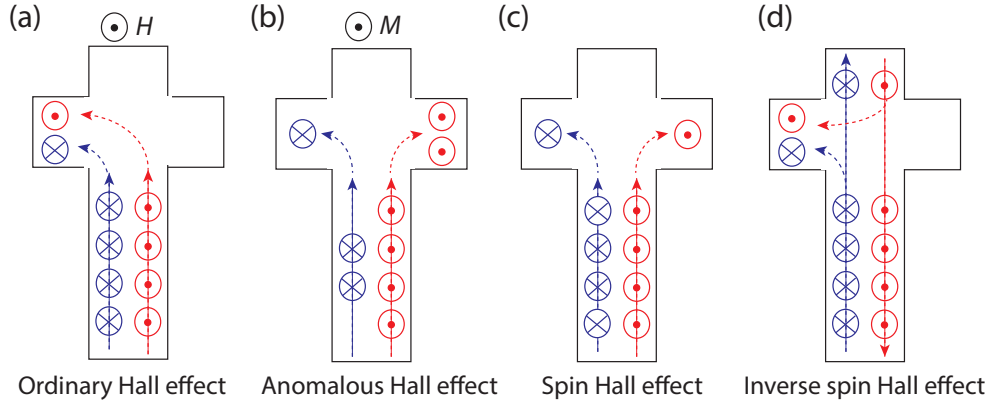 (a)
H
(b)
M
(c)
(d)
Ordinary Hall effect
Anomalous Hall effect
Spin Hall effect
Inverse spin Hall effect